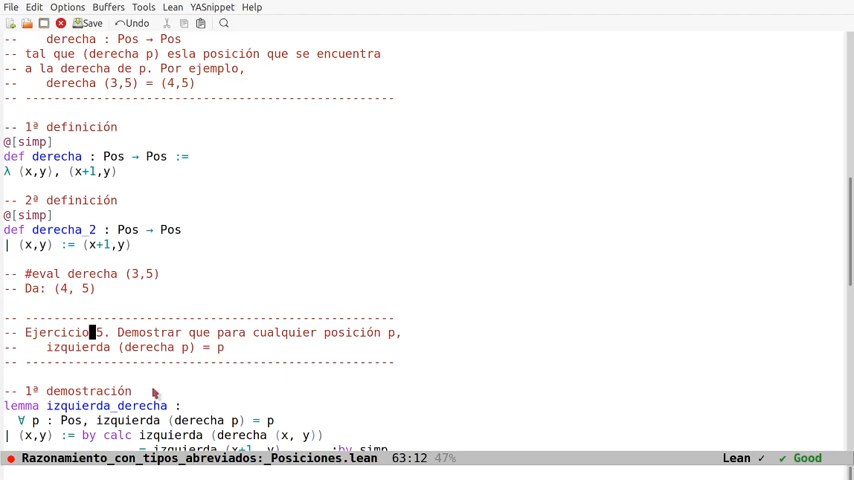 File Edit Options Buffers Tools Lean YASnippet Help
Save Undo
--    derecha : Pos → Pos
-- tal que (derecha p) esla posición que se encuentra
-- a la derecha de p. Por ejemplo,
--    derecha (3,5) = (4,5)
-- ----------------------------------------------------
-- 1ª definición
@[simp]
def derecha : Pos → Pos :=
λ (x,y), (x+1,y)
-- 2ª definición
@[simp]
def derecha_2 : Pos → Pos
| (x,y) := (x+1,y)
-- #eval derecha (3,5)
-- Da: (4, 5)
-- ----------------------------------------------------
-- Ejercicio 5. Demostrar que para cualquier posición p,
--    izquierda (derecha p) = p
-- ----------------------------------------------------
-- 1ª demostración
lemma izquierda_derecha :
  ∀ p : Pos, izquierda (derecha p) = p
| (x,y) := by calc izquierda (derecha (x, y))
                   = izquierda (x+1, y)       :by simp
Razonamiento_con_tipos_abreviados:_Posiciones.lean  63:12 47%  Lean ✓  ✔ Good